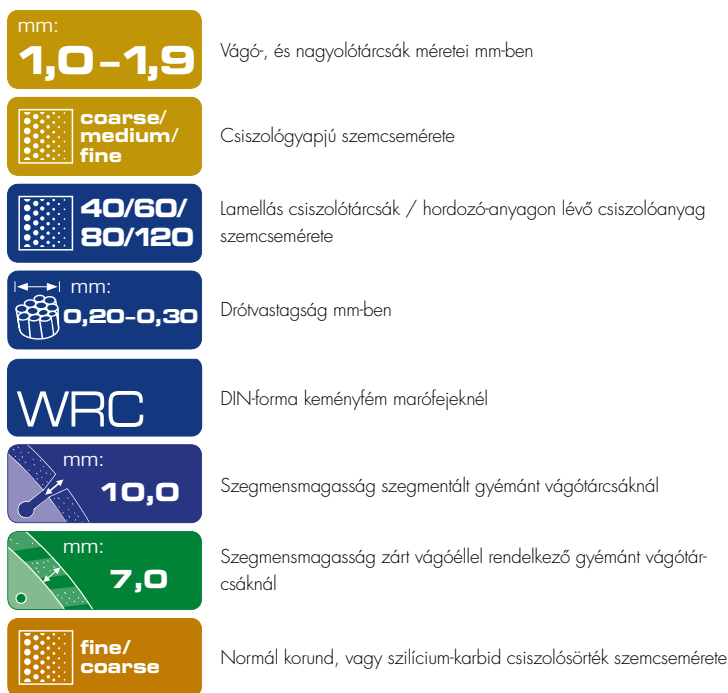 mm:
1,0–1,9
Vágó-, és nagyolótárcsák méretei mm-ben
coarse/
medium/
fine
Csiszológyapjú szemcsemérete
40/60/
80/120
Lamellás csiszolótárcsák / hordozó-anyagon lévő csiszolóanyag
szemcsemérete
mm:
0,20–0,30
Drótvastagság mm-ben
WRC
DIN-forma keményfém marófejeknél
mm:
10,0
Szegmensmagasság szegmentált gyémánt vágótárcsáknál
mm:
7,0
Szegmensmagasság zárt vágóéllel rendelkező gyémánt vágótár-
csáknál
fine/
coarse
Normál korund, vagy szilícium-karbid csiszolósörték szemcsemérete